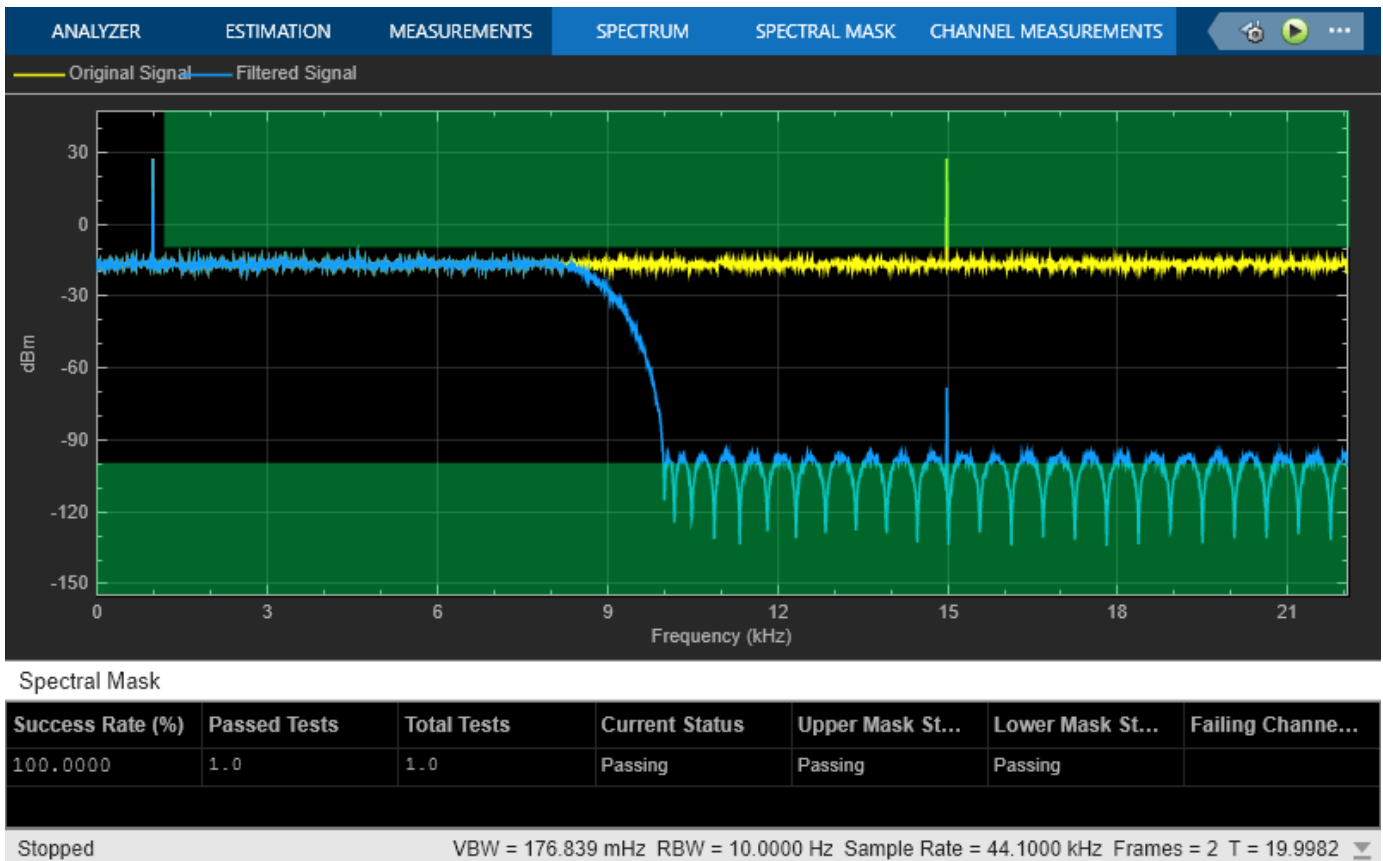 ANALYZER ESTIMATION MEASUREMENTS SPECTRUM SPECTRAL MASK CHANNEL MEASUREMENTS ...
Original Signal Filtered Signal
30
0
-30
dBm
-60
-90
-120
-150
0 3 6 9 12 15 18 21
Frequency (kHz)
Spectral Mask
Success Rate (%) Passed Tests Total Tests Current Status Upper Mask St... Lower Mask St... Failing Channe...
100.0000 1.0 1.0 Passing Passing Passing
Stopped VBW = 176.839 mHz RBW = 10.0000 Hz Sample Rate = 44.1000 kHz Frames = 2 T = 19.9982